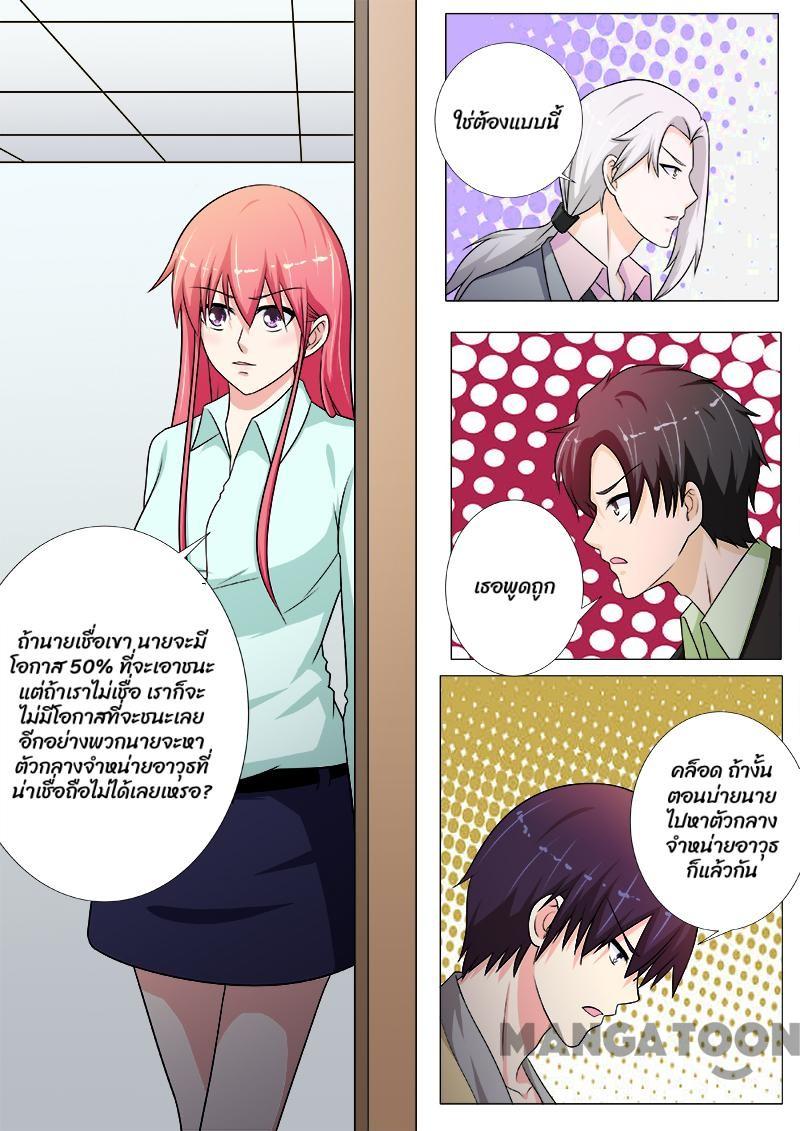 ถ้านายเชื่อเขา นายจะมี
โอกาส 50% ที่จะเอาชนะ
แต่ถ้าเราไม่เชื่อ เราก็จะ
ไม่มีโอกาสที่จะชนะเลย
อีกอย่างพวกนายจะหา
ตัวกลางจำหน่ายอาวุธที่
น่าเชื่อถือไม่ได้เลยเหรอ?
ใช่ต้องแบบนี้
เธอพูดถูก
คล็อด ถ้างั้น
ตอนบ่ายนาย
ไปหาตัวกลาง
จำหน่ายอาวุธ
ก็แล้วกัน
MANGATOON